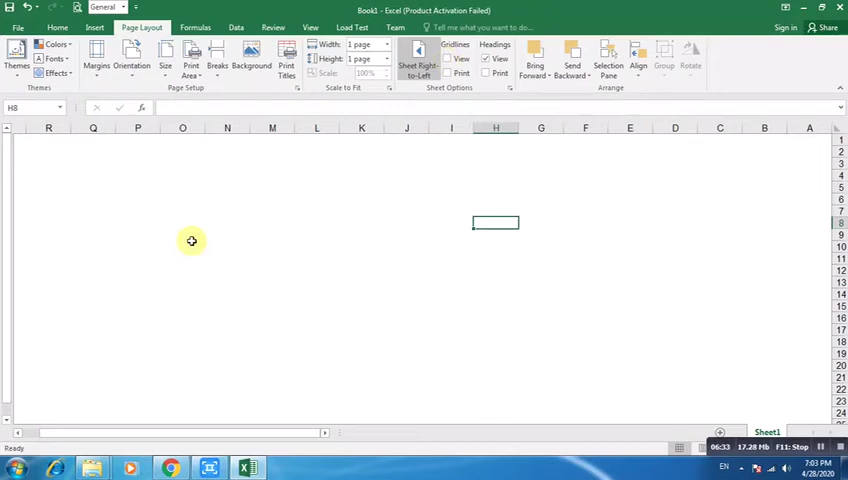 General
Book1 - Excel (Product Activation Failed)
File Home Insert Page Layout Formulas Data Review View Load Test Team Tell me what you want to do... Sign in Share
Themes
Colors
Fonts
Effects
Themes
Margins
Orientation
Size
Print Area
Breaks
Background
Print Titles
Page Setup
Width: 1 page
Height: 1 page
Scale: 100%
Scale to Fit
Sheet Right-to-Left
Gridlines Headings
View View
Print Print
Sheet Options
Bring Forward
Send Backward
Selection Pane
Align
Group
Rotate
Arrange
H8
fx
R Q P O N M L K J I H G F E D C B A
1
2
3
4
5
6
7
8
9
10
11
12
13
14
15
16
17
18
19
20
21
22
23
24
Sheet1
Ready
06:33 17.28 Mb F11: Stop
EN
7:03 PM
4/28/2020